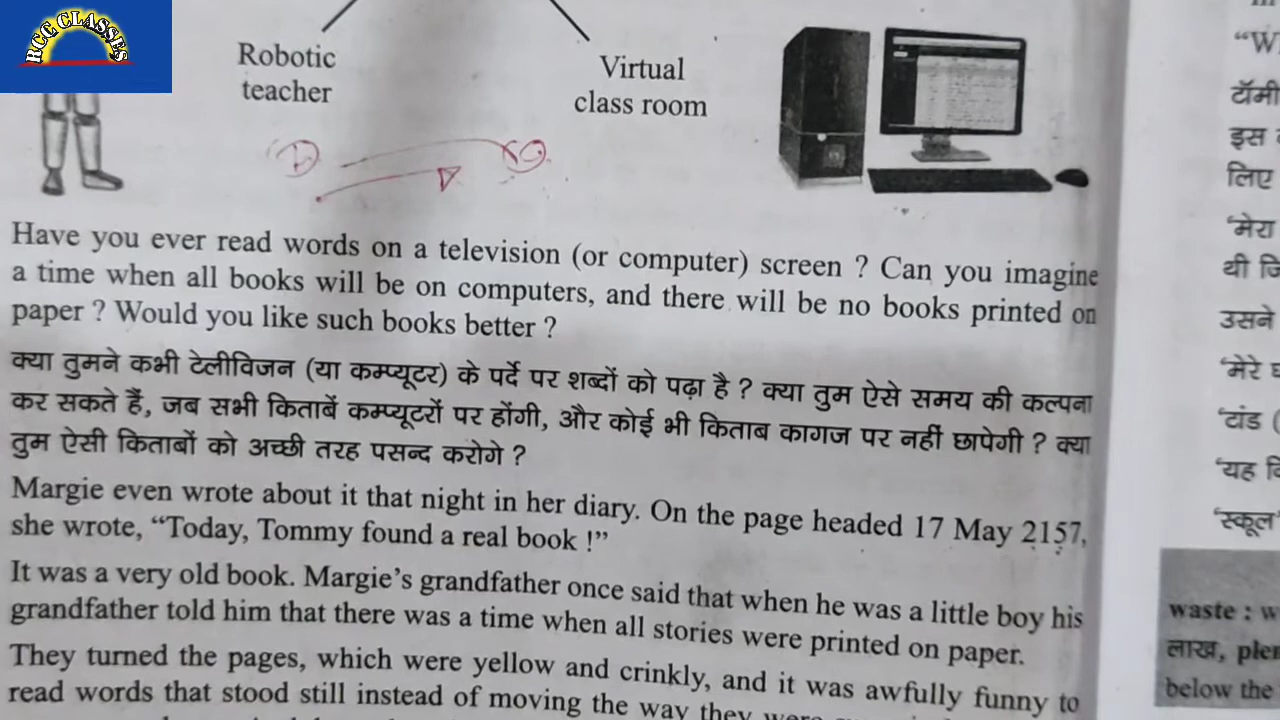 RCC CLASSES
Robotic
teacher
Virtual
class room
Have you ever read words on a television (or computer) screen ? Can you imagine
a time when all books will be on computers, and there will be no books printed on
paper ? Would you like such books better ?
क्या तुमने कभी टेलीविजन (या कम्प्यूटर) के पर्दे पर शब्दों को पढ़ा है ? क्या तुम ऐसे समय की कल्पना
कर सकते हैं, जब सभी किताबें कम्प्यूटरों पर होंगी, और कोई भी किताब कागज पर नहीं छापेगी ? क्या
तुम ऐसी किताबों को अच्छी तरह पसन्द करोगे ?
Margie even wrote about it that night in her diary. On the page headed 17 May 2157,
she wrote, “Today, Tommy found a real book !”
It was a very old book. Margie’s grandfather once said that when he was a little boy his
grandfather told him that there was a time when all stories were printed on paper.
They turned the pages, which were yellow and crinkly, and it was awfully funny to
read words that stood still instead of moving the way they were
“W
टॉमी
इस
लिए
‘मेरा
थी
उसने
‘मेरे
‘टांड (
‘यह
‘स्कूल
waste : w
लाख, plen
below the